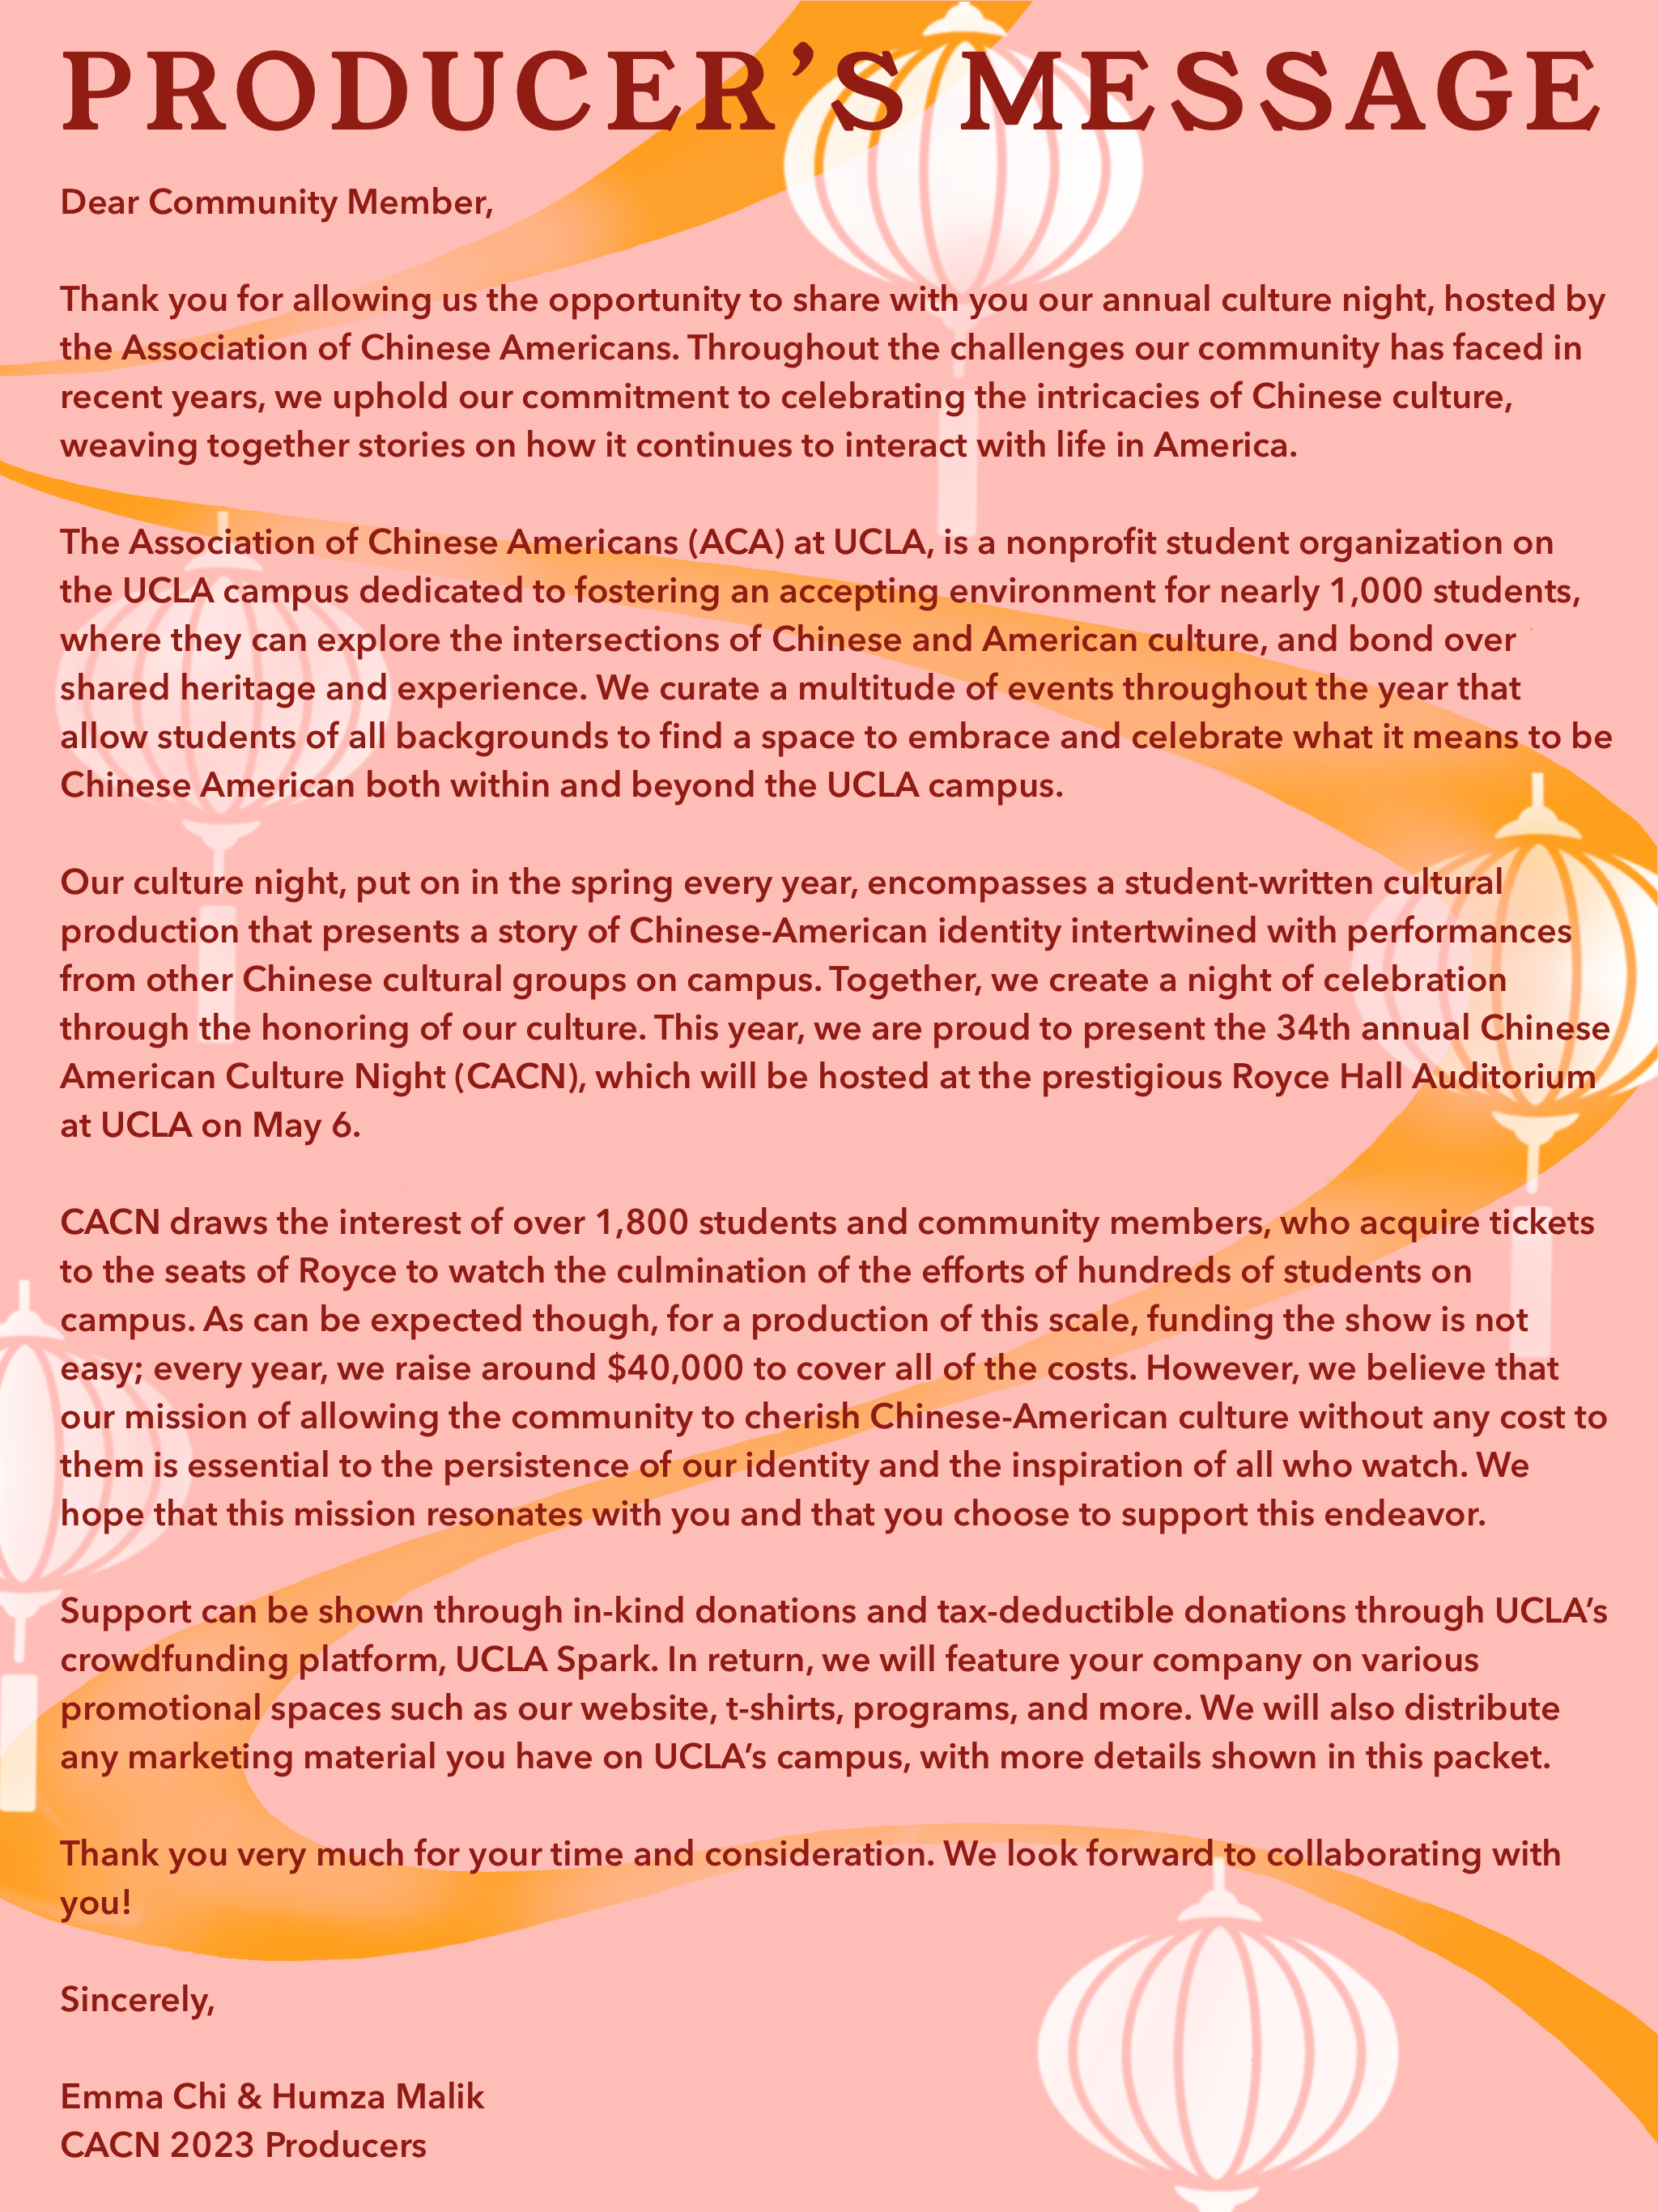 PRODUCER’S MESSAGE
Dear Community Member,
Thank you for allowing us the opportunity to share with you our annual culture night, hosted by
the Association of Chinese Americans. Throughout the challenges our community has faced in
recent years, we uphold our commitment to celebrating the intricacies of Chinese culture,
weaving together stories on how it continues to interact with life in America.
The Association of Chinese Americans (ACA) at UCLA, is a nonprofit student organization on
the UCLA campus dedicated to fostering an accepting environment for nearly 1,000 students,
where they can explore the intersections of Chinese and American culture, and bond over
shared heritage and experience. We curate a multitude of events throughout the year that
allow students of all backgrounds to find a space to embrace and celebrate what it means to be
Chinese American both within and beyond the UCLA campus.
Our culture night, put on in the spring every year, encompasses a student-written cultural
production that presents a story of Chinese-American identity intertwined with performances
from other Chinese cultural groups on campus. Together, we create a night of celebration
through the honoring of our culture. This year, we are proud to present the 34th annual Chinese
American Culture Night (CACN), which will be hosted at the prestigious Royce Hall Auditorium
at UCLA on May 6.
CACN draws the interest of over 1,800 students and community members, who acquire tickets
to the seats of Royce to watch the culmination of the efforts of hundreds of students on
campus. As can be expected though, for a production of this scale, funding the show is not
easy; every year, we raise around $40,000 to cover all of the costs. However, we believe that
our mission of allowing the community to cherish Chinese-American culture without any cost to
them is essential to the persistence of our identity and the inspiration of all who watch. We
hope that this mission resonates with you and that you choose to support this endeavor.
Support can be shown through in-kind donations and tax-deductible donations through UCLA’s
crowdfunding platform, UCLA Spark. In return, we will feature your company on various
promotional spaces such as our website, t-shirts, programs, and more. We will also distribute
any marketing material you have on UCLA’s campus, with more details shown in this packet.
Thank you very much for your time and consideration. We look forward to collaborating with
you!
Sincerely,
Emma Chi & Humza Malik
CACN 2023 Producers